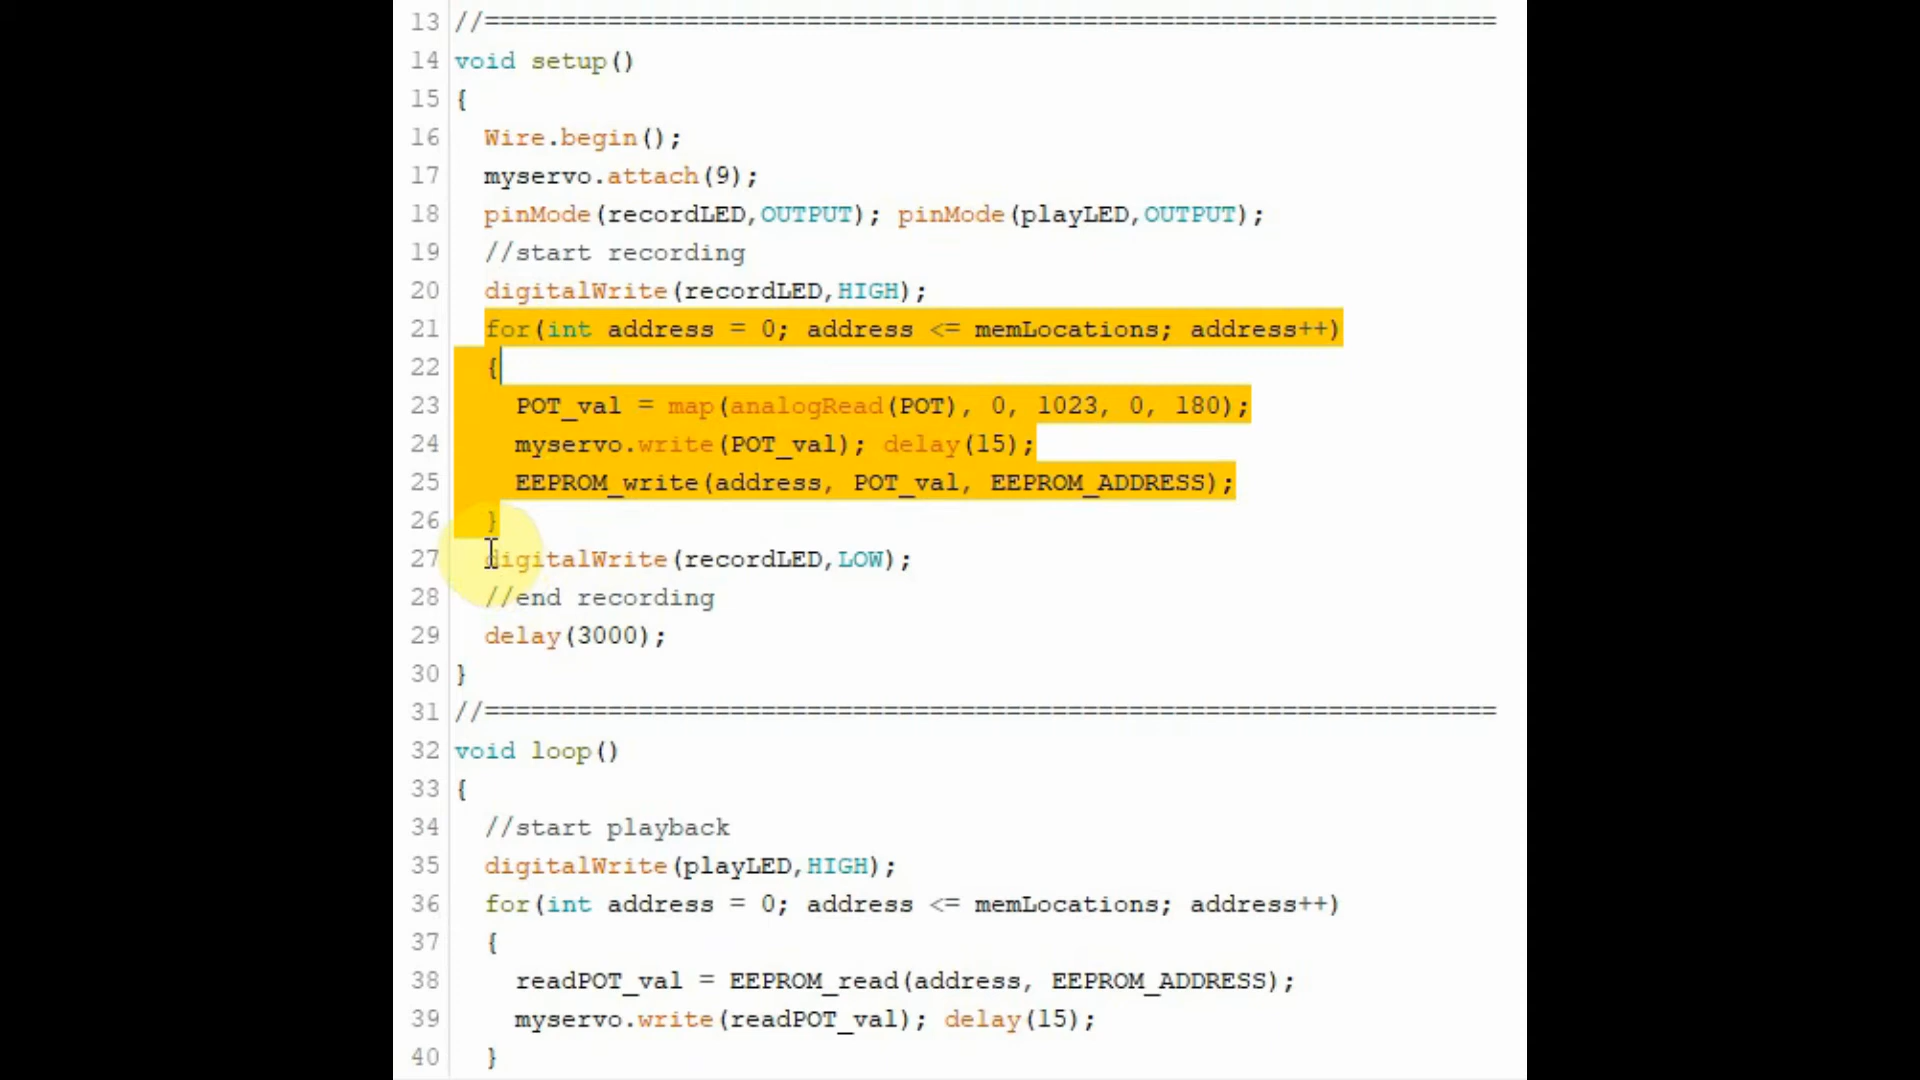 13 //==================================================================
14 void setup()
15 {
16 Wire.begin();
17 myservo.attach(9);
18 pinMode(recordLED,OUTPUT); pinMode(playLED,OUTPUT);
19 //start recording
20 digitalWrite(recordLED,HIGH);
21 for(int address = 0; address <= memLocations; address++)
22 {
23 POT_val = map(analogRead(POT), 0, 1023, 0, 180);
24 myservo.write(POT_val); delay(15);
25 EEPROM_write(address, POT_val, EEPROM_ADDRESS);
26 }
27 digitalWrite(recordLED,LOW);
28 //end recording
29 delay(3000);
30 }
31 //==================================================================
32 void loop()
33 {
34 //start playback
35 digitalWrite(playLED,HIGH);
36 for(int address = 0; address <= memLocations; address++)
37 {
38 readPOT_val = EEPROM_read(address, EEPROM_ADDRESS);
39 myservo.write(readPOT_val); delay(15);
40 }